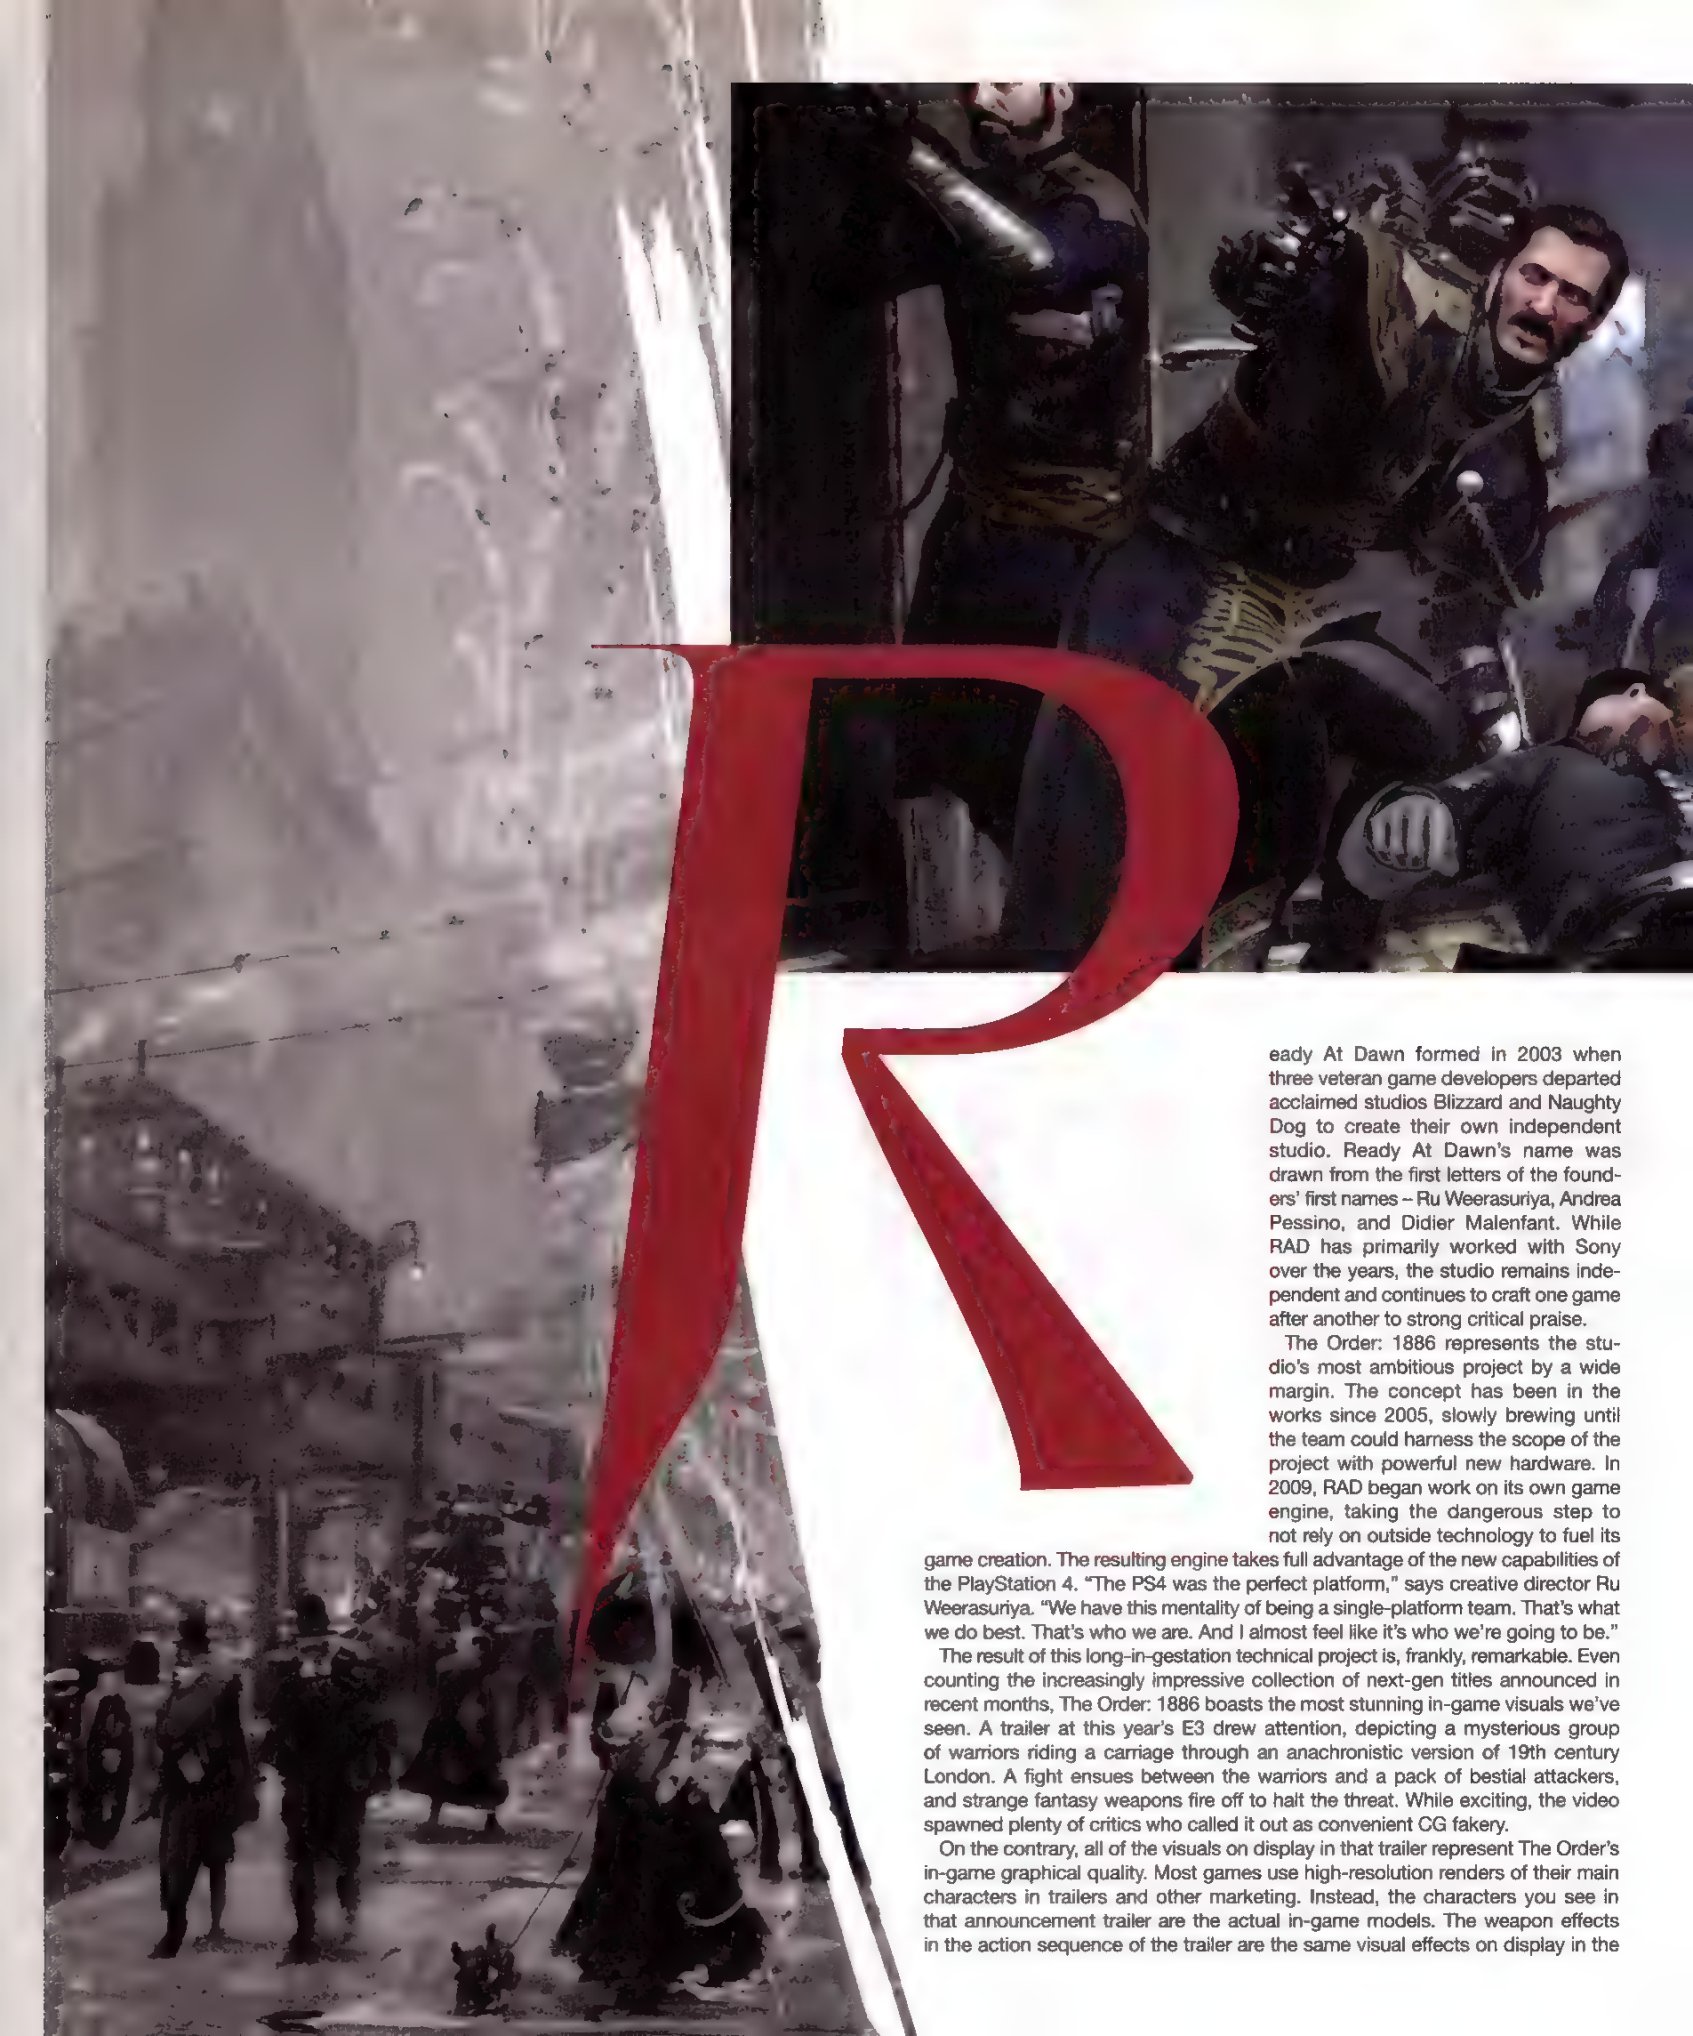 R
eady At Dawn formed in 2003 when
three veteran game developers departed
acclaimed studios Blizzard and Naughty
Dog to create their own independent
studio. Ready At Dawn's name was
drawn from the first letters of the found-
ers' first names – Ru Weerasuriya, Andrea
Pessino, and Didier Malenfant. While
RAD has primarily worked with Sony
over the years, the studio remains inde-
pendent and continues to craft one game
after another to strong critical praise.
The Order: 1886 represents the stu-
dio's most ambitious project by a wide
margin. The concept has been in the
works since 2005, slowly brewing until
the team could harness the scope of the
project with powerful new hardware. In
2009, RAD began work on its own game
engine, taking the dangerous step to
not rely on outside technology to fuel its
game creation. The resulting engine takes full advantage of the new capabilities of
the PlayStation 4. "The PS4 was the perfect platform," says creative director Ru
Weerasuriya. "We have this mentality of being a single-platform team. That's what
we do best. That's who we are. And I almost feel like it's who we're going to be."
The result of this long-in-gestation technical project is, frankly, remarkable. Even
counting the increasingly impressive collection of next-gen titles announced in
recent months, The Order: 1886 boasts the most stunning in-game visuals we've
seen. A trailer at this year's E3 drew attention, depicting a mysterious group
of warriors riding a carriage through an anachronistic version of 19th century
London. A fight ensues between the warriors and a pack of bestial attackers,
and strange fantasy weapons fire off to halt the threat. While exciting, the video
spawned plenty of critics who called it out as convenient CG fakery.
On the contrary, all of the visuals on display in that trailer represent The Order's
in-game graphical quality. Most games use high-resolution renders of their main
characters in trailers and other marketing. Instead, the characters you see in
that announcement trailer are the actual in-game models. The weapon effects
in the action sequence of the trailer are the same visual effects on display in the